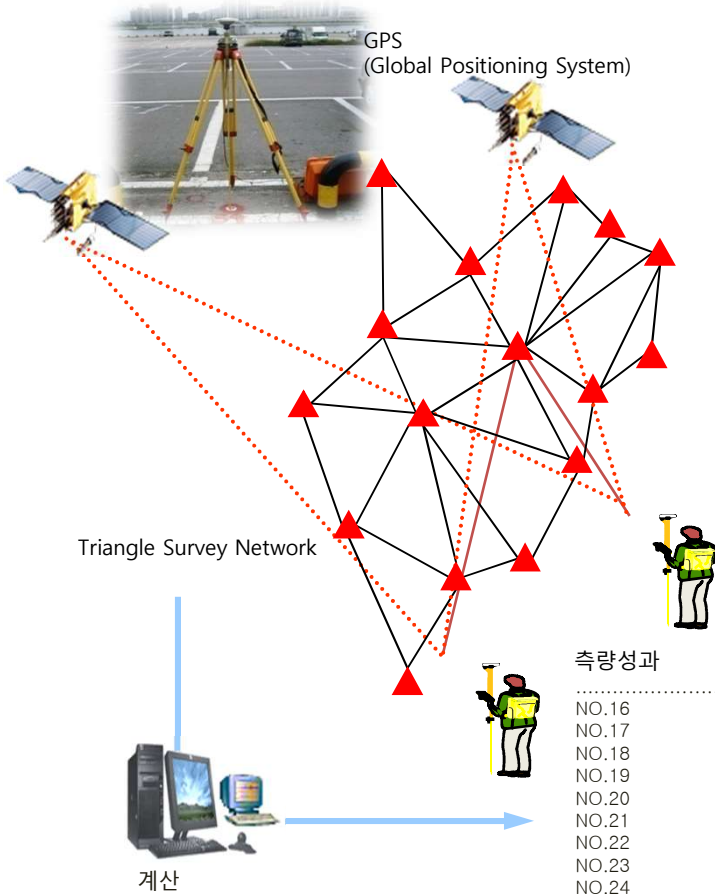 GPS
(Global Positioning System)
Triangle Survey Network
측량성과
......................
NO.16
NO.17
NO.18
NO.19
NO.20
NO.21
NO.22
NO.23
NO.24
계산